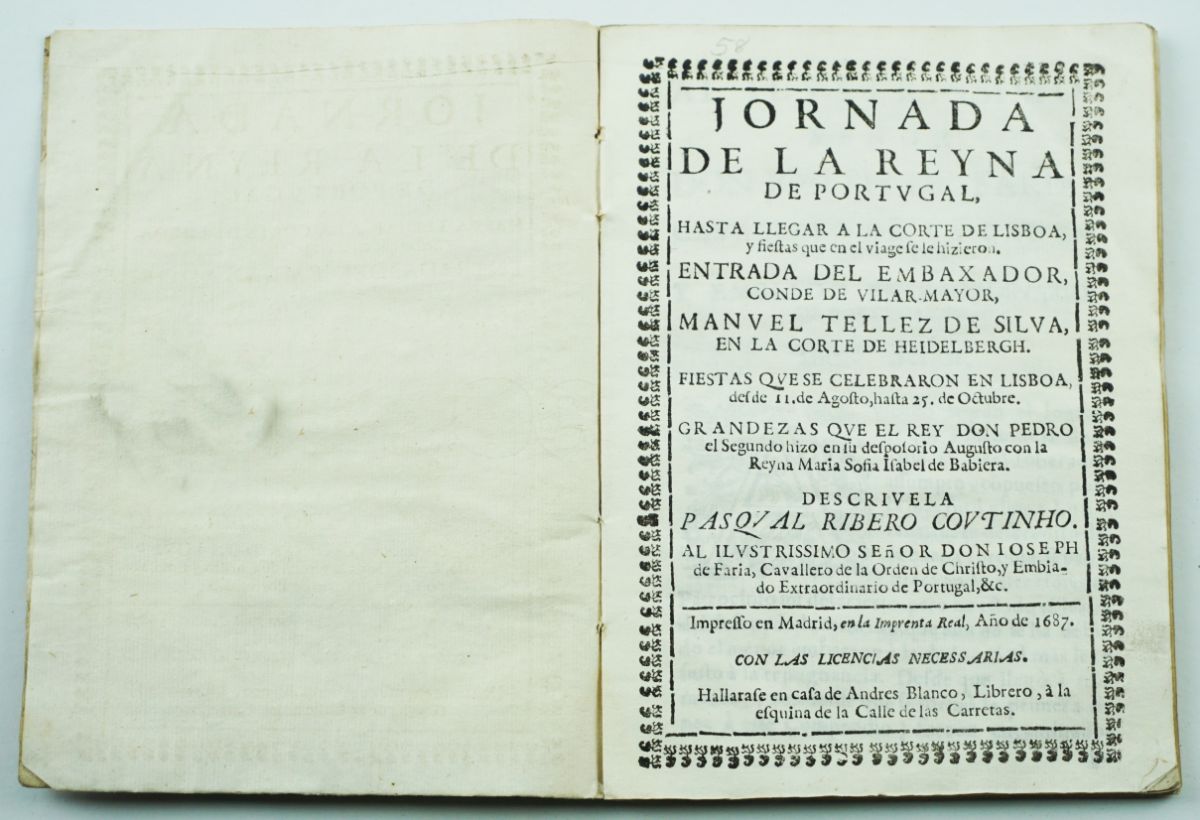 58
JORNADA
DE LA REYNA
DE PORTVGAL,
HASTA LLEGAR A LA CORTE DE LISBOA,
y fieſtas que en el viage ſe le hizieron.
ENTRADA DEL EMBAXADOR,
CONDE DE VILAR-MAYOR,
MANVEL TELLEZ DE SILVA,
EN LA CORTE DE HEIDELBERGH.
FIESTAS QVE SE CELEBRARON EN LISBOA,
deſde 11. de Agoſto, haſta 25. de Octubre.
GRANDEZAS QVE EL REY DON PEDRO
el Segundo hizo en ſu deſpoſorio Auguſto con la
Reyna Maria Sofia Iſabel de Babiera.
DESCRIVELA
PASQVAL RIBERO COVTINHO.
AL ILVSTRISSIMO SEñOR DON IOSEPH
de Faria, Cavallero de la Orden de Chriſto, y Embia-
do Extraordinario de Portugal, &c.
Impreſſo en Madrid, en la Imprenta Real, Año de 1687.
CON LAS LICENCIAS NECESSARIAS.
Hallaraſe en caſa de Andres Blanco, Librero, à la
eſquina de la Calle de las Carretas.